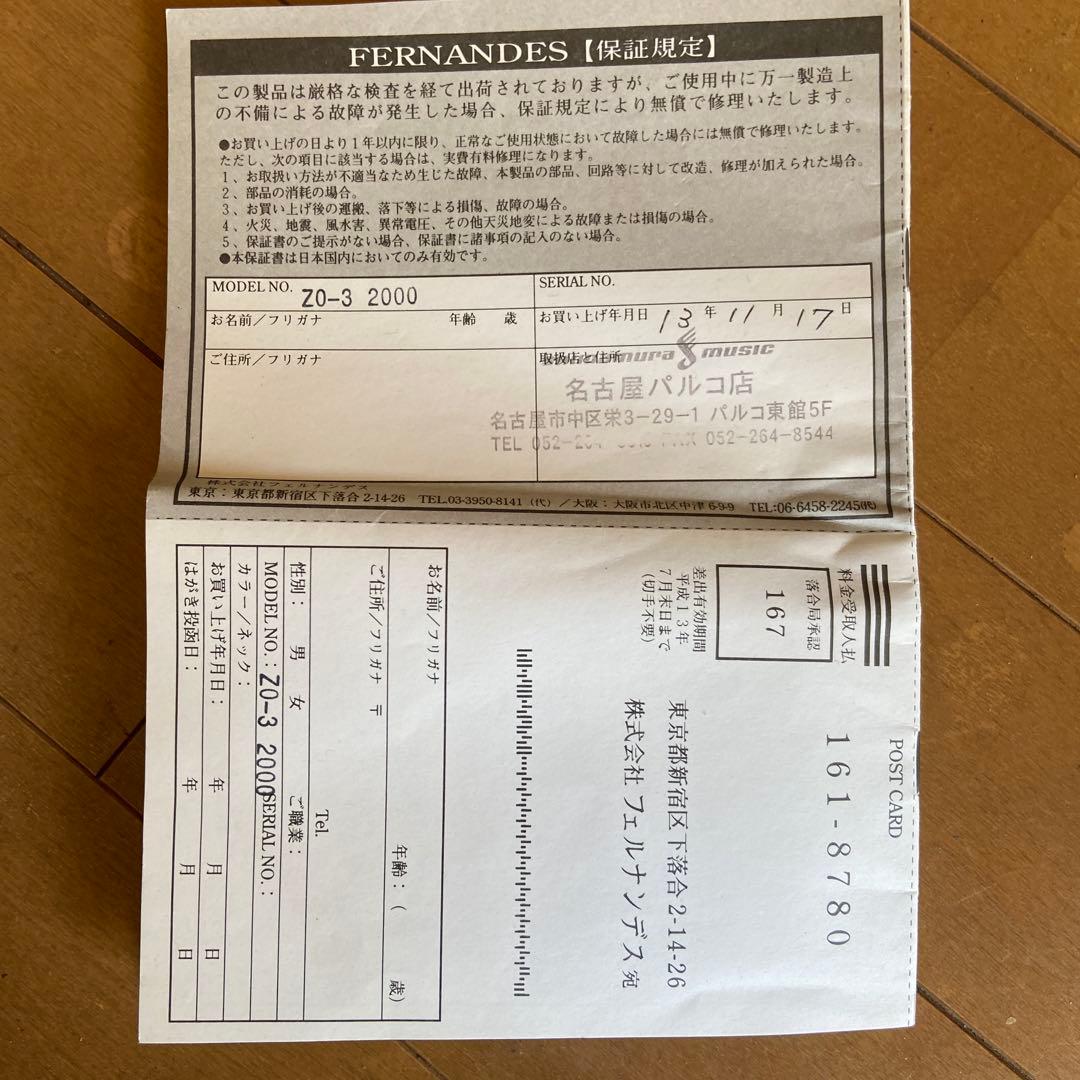 FERNANDES【保証規定】
この製品は厳格な検査を経て出荷されておりますが、ご使用中に万一製造上
の不備による故障が発生した場合、保証規定により無償で修理いたします。
●お買い上げの日より1年以内に限り、正常なご使用状態において故障した場合には無償で修理いたします。
ただし、次の項目に該当する場合は、実費有料修理になります。
1、お取扱い方法が不適当なため生じた故障、本製品の部品、回路等に対して改造、修理が加えられた場合。
2、部品の消耗の場合。
3、お買い上げ後の運搬、落下等による損傷、故障の場合。
4、火災、地震、風水害、異常電圧、その他天災地変による故障または損傷の場合。
5、保証書のご提示がない場合、保証書に諸事項の記入のない場合。
●本保証書は日本国内においてのみ有効です。
MODEL NO. ZO-3 2000
SERIAL NO.
お名前/フリガナ 年齢 歳
お買い上げ年月日 13年 11月 17日
ご住所/フリガナ
取扱店と住所
mura music
名古屋パルコ店
名古屋市中区栄3-29-1 パルコ東館5F
TEL 052- FAX 052-264-8544
株式会社フェルナンデス
東京:東京都新宿区下落合2-14-26 TEL.03-3950-8141(代)/大阪:大阪市北区中津6-9-9 TEL:06-6458-2245(代)
POST CARD
161-8780
料金受取人払
落合局承認
167
差出有効期間
平成13年
7月末日まで
(切手不要)
東京都新宿区下落合2-14-26
株式会社フェルナンデス 宛
お名前/フリガナ
年齢:( 歳)
ご住所/フリガナ 〒
Tel.
性別: 男 女 ご職業:
MODEL NO.:ZO-3 2000 SERIAL NO.:
カラー/ネック:
お買い上げ年月日: 年 月 日
はがき投函日: 年 月 日